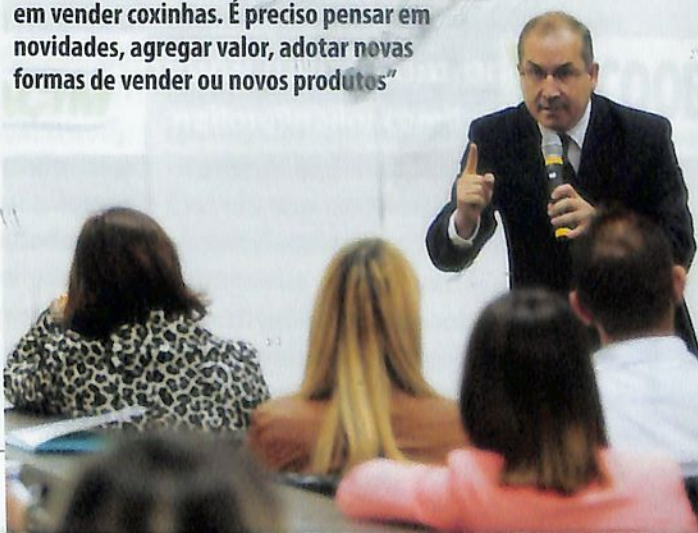 em vender coxinhas. É preciso pensar em
novidades, agregar valor, adotar novas
formas de vender ou novos produtos”